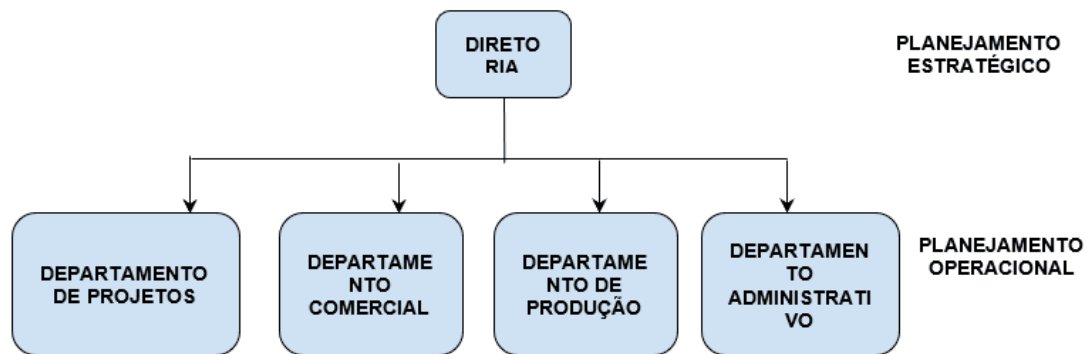 DIRETO
RIA
PLANEJAMENTO
ESTRATÉGICO
DEPARTAMENTO
DE PROJETOS
DEPARTAME
NTO
COMERCIAL
DEPARTAME
NTO DE
PRODUÇÃO
DEPARTAMEN
TO
ADMINISTRATI
VO
PLANEJAMENTO
OPERACIONAL